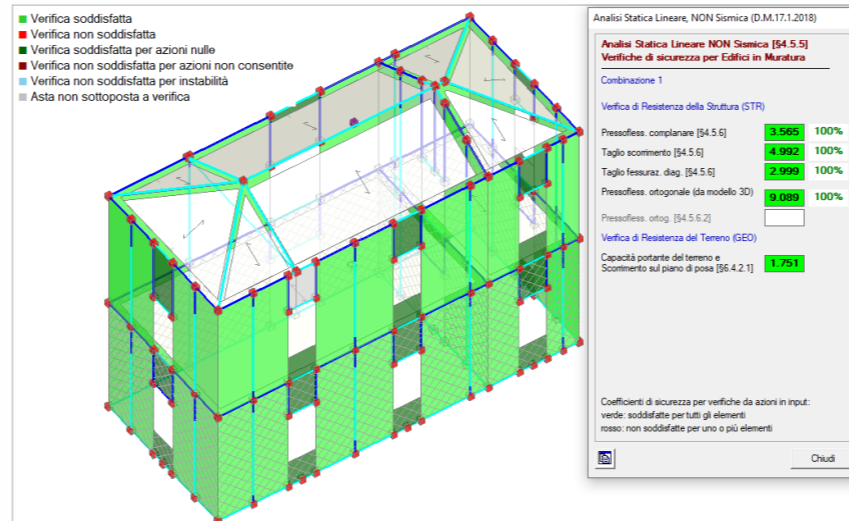 Verifica soddisfatta
Verifica non soddisfatta
Verifica soddisfatta per azioni nulle
Verifica non soddisfatta per azioni non consentite
Verifica non soddisfatta per instabilità
Asta non sottoposta a verifica
Analisi Statica Lineare, NON Sismica (D.M.17.1.2018)
Analisi Statica Lineare NON Sismica [§4.5.5]
Verifiche di sicurezza per Edifici in Muratura
Combinazione 1
Verifica di Resistenza della Struttura (STR)
Pressofless. complanare [§4.5.6] 3.565 100%
Taglio scorrimento [§4.5.6] 4.992 100%
Taglio fessuraz. diag. [§4.5.6] 2.999 100%
Pressofless. ortogonale (da modello 3D) 9.089 100%
Pressofless. ortog. [§4.5.6.2]
Verifica di Resistenza del Terreno (GEO)
Capacità portante del terreno e
Scorrimento sul piano di posa [§6.4.2.1] 1.751
Coefficienti di sicurezza per verifiche da azioni in input:
verde: soddisfatte per tutti gli elementi
rosso: non soddisfatte per uno o più elementi
Chiudi